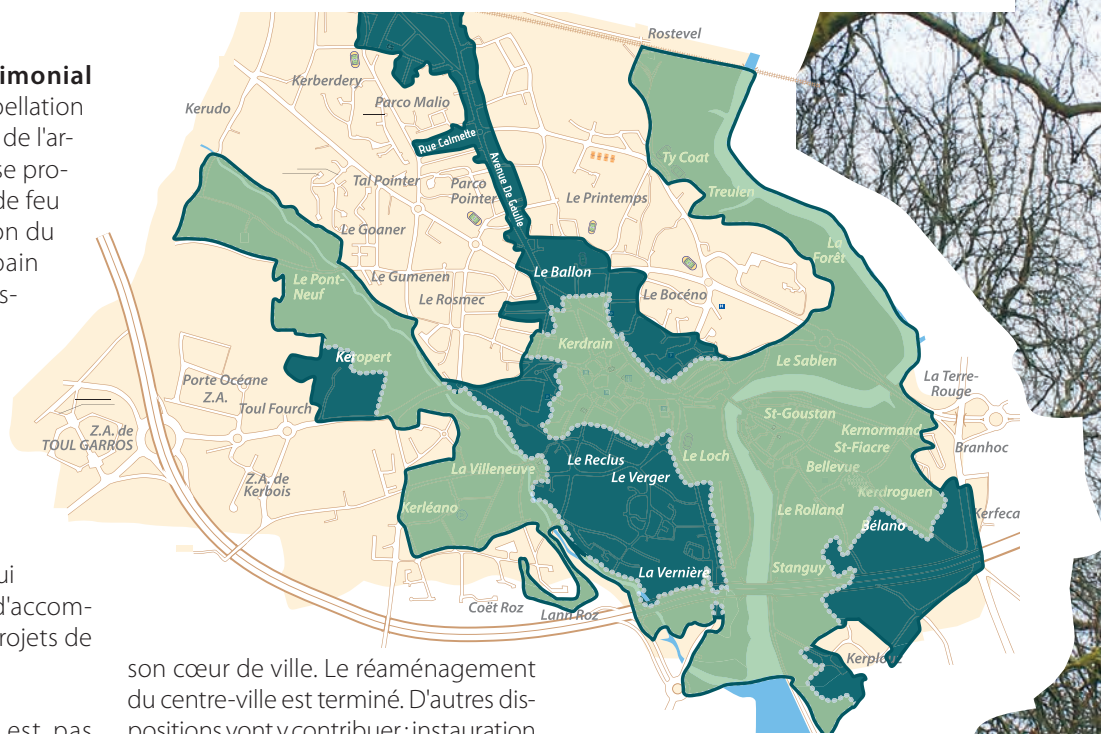 imonial
pellation
de l'ar-
se pro-
de feu
on du
pain
s-
ui
d'accom-
rojets de
est pas
son cœur de ville. Le réaménagement
du centre-ville est terminé. D'autres dis-
positions vont y contribuer : instauration
Rostevel
Kerberdery
Kerudo
Parco Malio
Rue Calmette
Avenue De Gaulle
Ty Coat
Treulen
Tal Pointer
Parco
Pointer
Le Printemps
Le Goaner
La
Forêt
Le Pont-
Neuf
Le Gumenen
Le Ballon
Le Rosmec
Le Bocéno
H
Keropert
Kerdrain
Le Sablen
Porte Océane
Z.A.
Toul Fourch
La Terre-
Rouge
St-Goustan
Kernormand
St-Fiacre
Branhoc
Z.A. de
TOUL GARROS
Le Loch
Le Reclus
Le Verger
La Villeneuve
Bellevue
Kerdroguen
Z.A. de
Kerbois
Kerléano
Le Rolland
Bélano
Kerfeca
La Vernière
Stanguy
Coët Roz
Lann Roz
Kerplouz